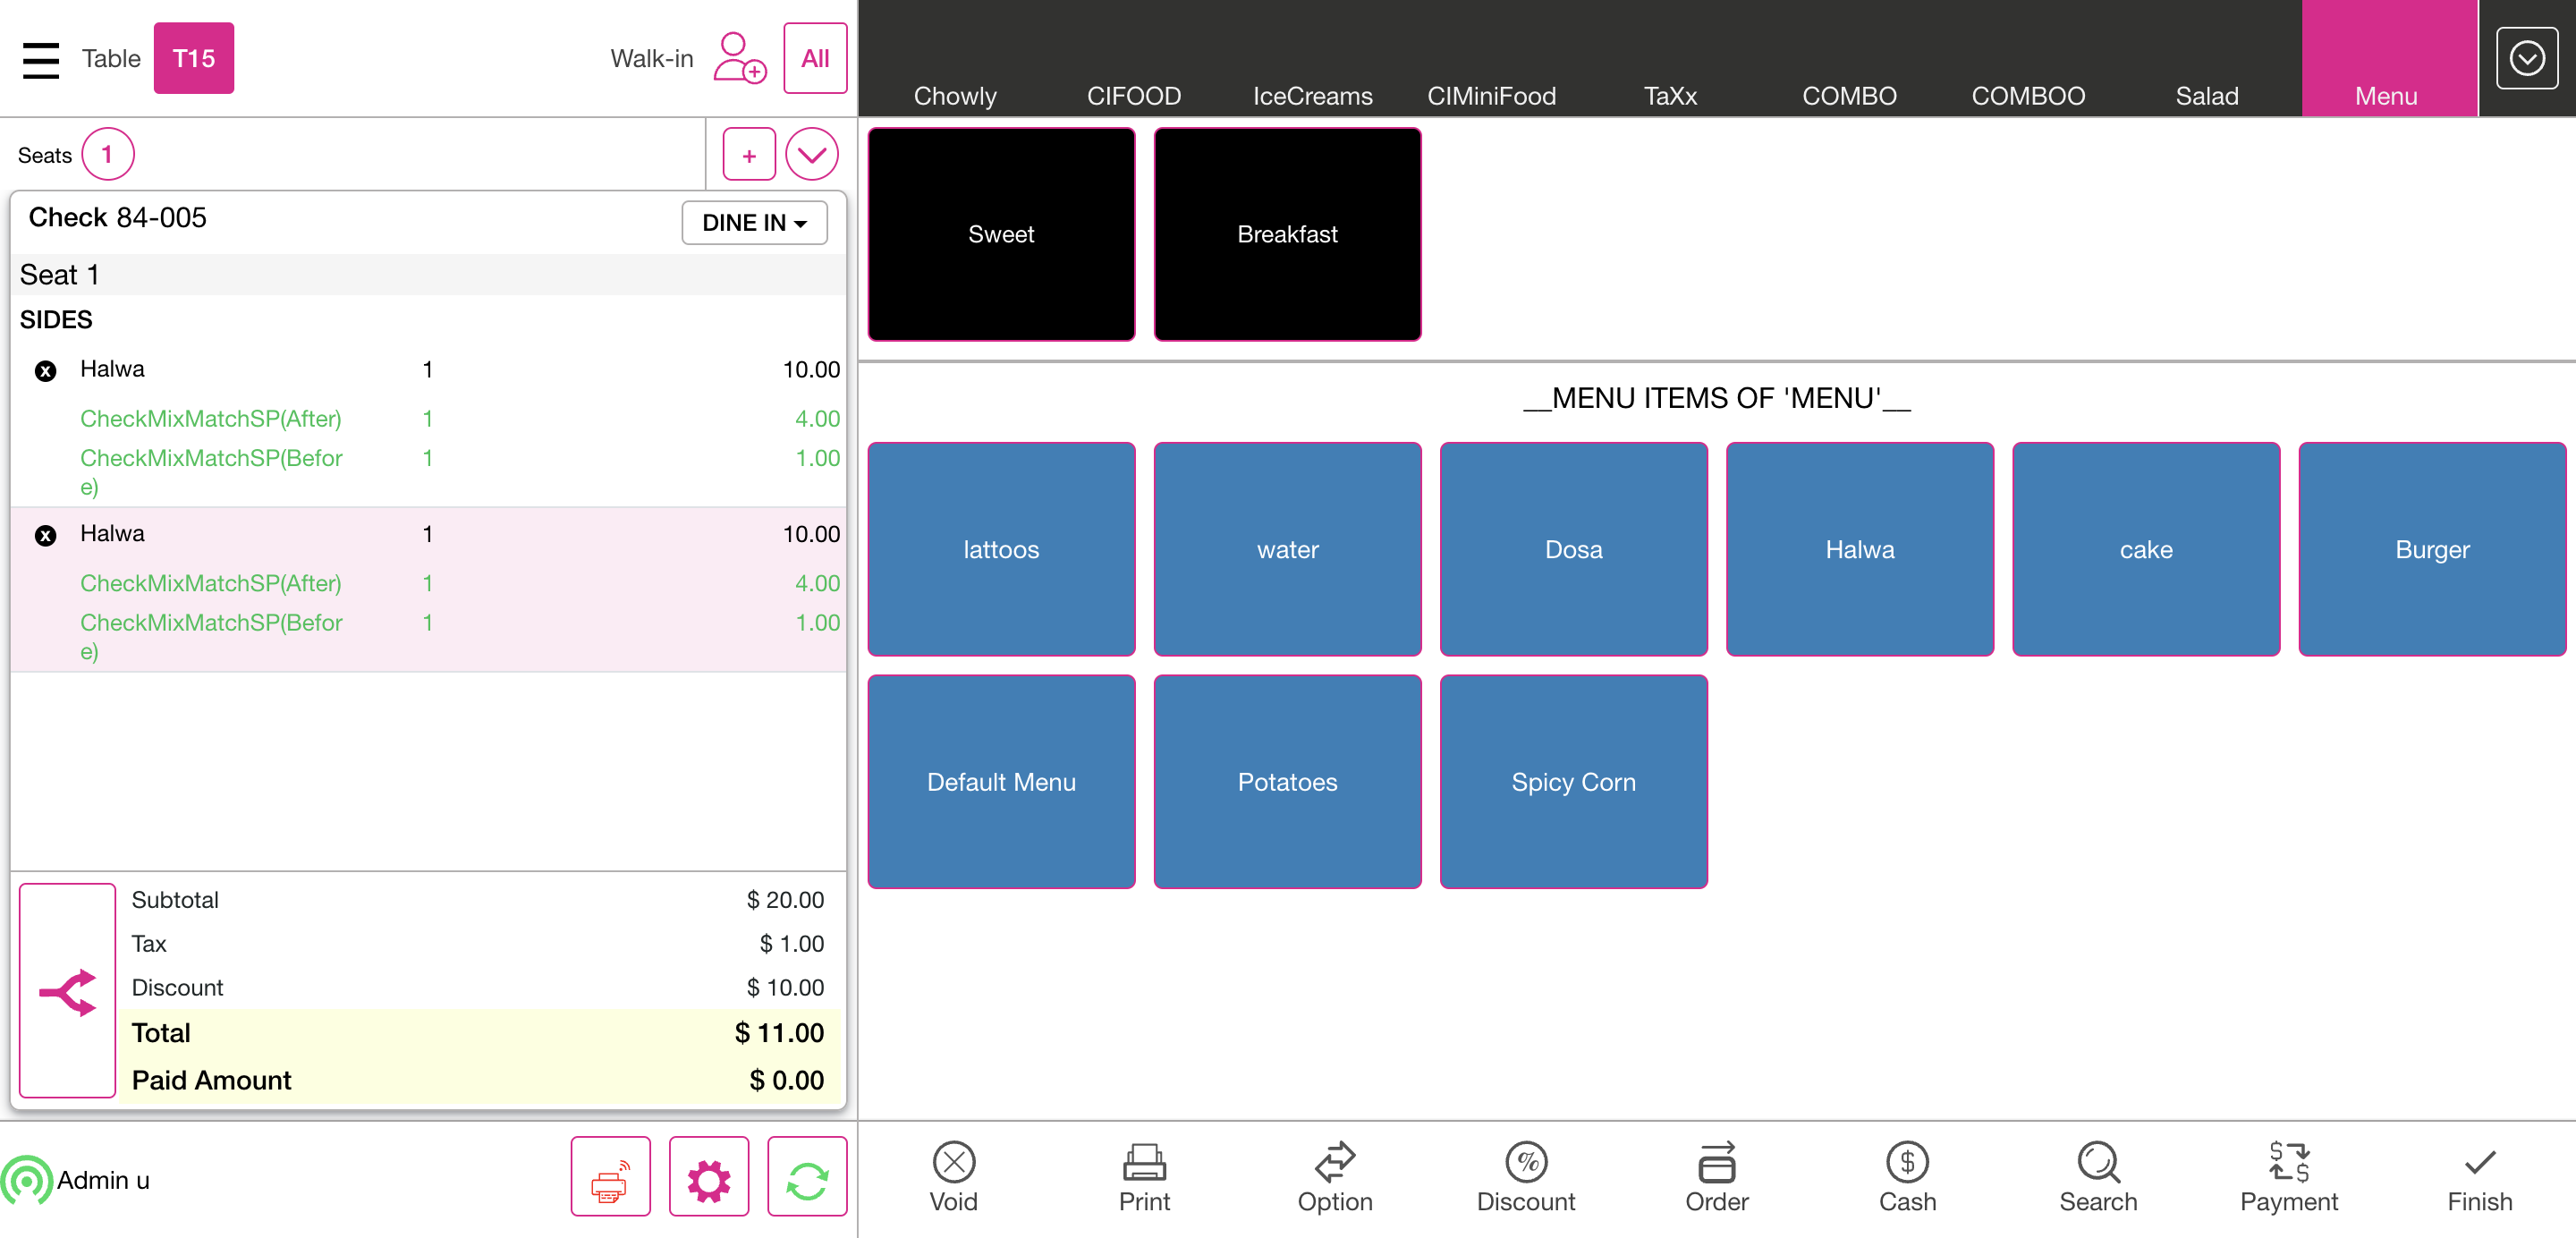 Table T15 Walk-in All
Seats 1 +
Check 84-005 DINE IN
Seat 1
SIDES
x Halwa 1 10.00
CheckMixMatchSP(After) 1 4.00
CheckMixMatchSP(Befor 1 1.00
e)
x Halwa 1 10.00
CheckMixMatchSP(After) 1 4.00
CheckMixMatchSP(Befor 1 1.00
e)
Subtotal $ 20.00
Tax $ 1.00
Discount $ 10.00
Total $ 11.00
Paid Amount $ 0.00
Admin u
Chowly CIFOOD IceCreams CIMiniFood TaXx COMBO COMBOO Salad Menu
Sweet Breakfast
__MENU ITEMS OF 'MENU'__
lattoos water Dosa Halwa cake Burger
Default Menu Potatoes Spicy Corn
Void Print Option Discount Order Cash Search Payment Finish